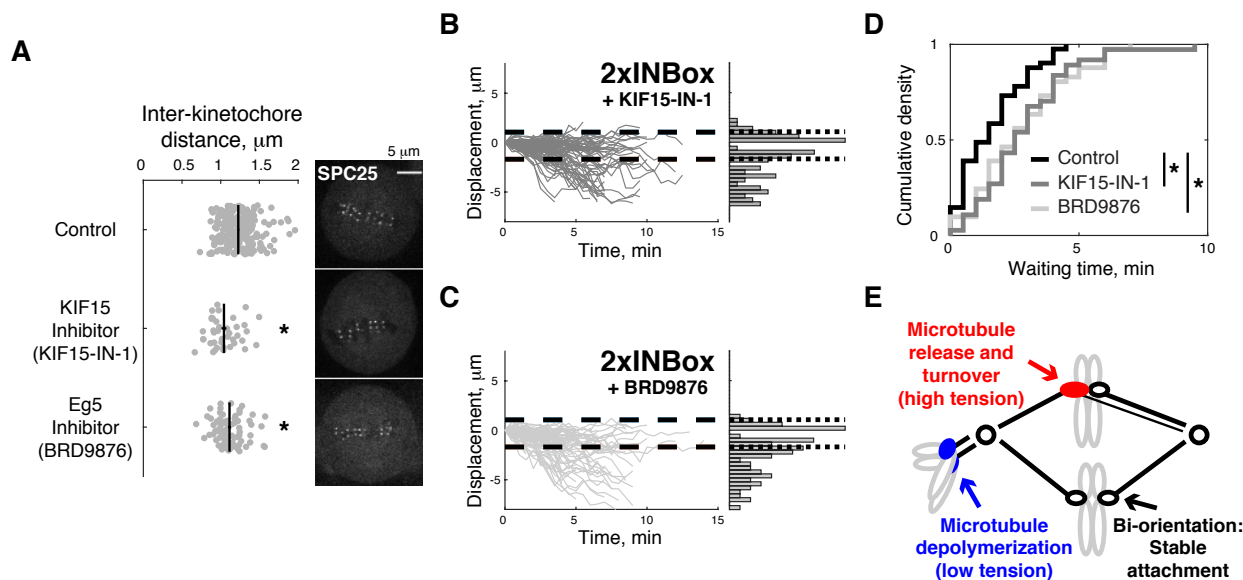 A
Inter-kinetochore
distance, μm
0
0.5
1
1.5
2
5 μm
SPC25
Control
KIF15
Inhibitor
(KIF15-IN-1)
*
Eg5
Inhibitor
(BRD9876)
*
B
2xINBox
+ KIF15-IN-1
Displacement, μm
5
0
-5
0
5
10
15
Time, min
C
2xINBox
+ BRD9876
Displacement, μm
5
0
-5
0
5
10
15
Time, min
D
Cumulative density
1
0.5
0
Control
KIF15-IN-1
BRD9876
*
*
0
5
10
Waiting time, min
E
Microtubule
release and
turnover
(high tension)
Microtubule
depolymerization
(low tension)
Bi-orientation:
Stable
attachment